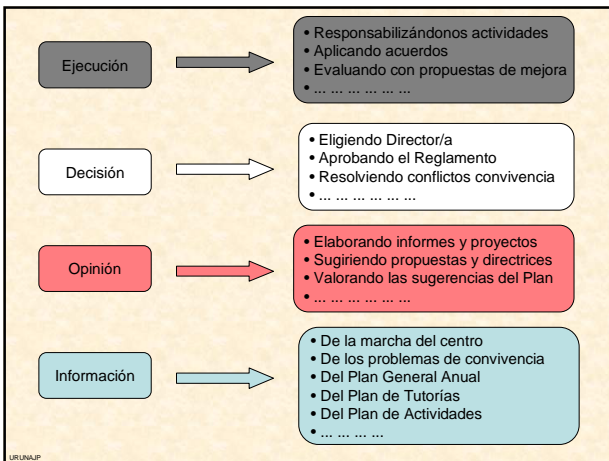 Ejecución
• Responsabilizándonos actividades
• Aplicando acuerdos
• Evaluando con propuestas de mejora
• ... ... ... ... ... ...
Decisión
• Eligiendo Director/a
• Aprobando el Reglamento
• Resolviendo conflictos convivencia
• ... ... ... ... ... ...
Opinión
• Elaborando informes y proyectos
• Sugiriendo propuestas y directrices
• Valorando las sugerencias del Plan
• ... ... ... ... ... ...
Información
• De la marcha del centro
• De los problemas de convivencia
• Del Plan General Anual
• Del Plan de Tutorías
• Del Plan de Actividades
• ... ... ... ...
URUNAJP